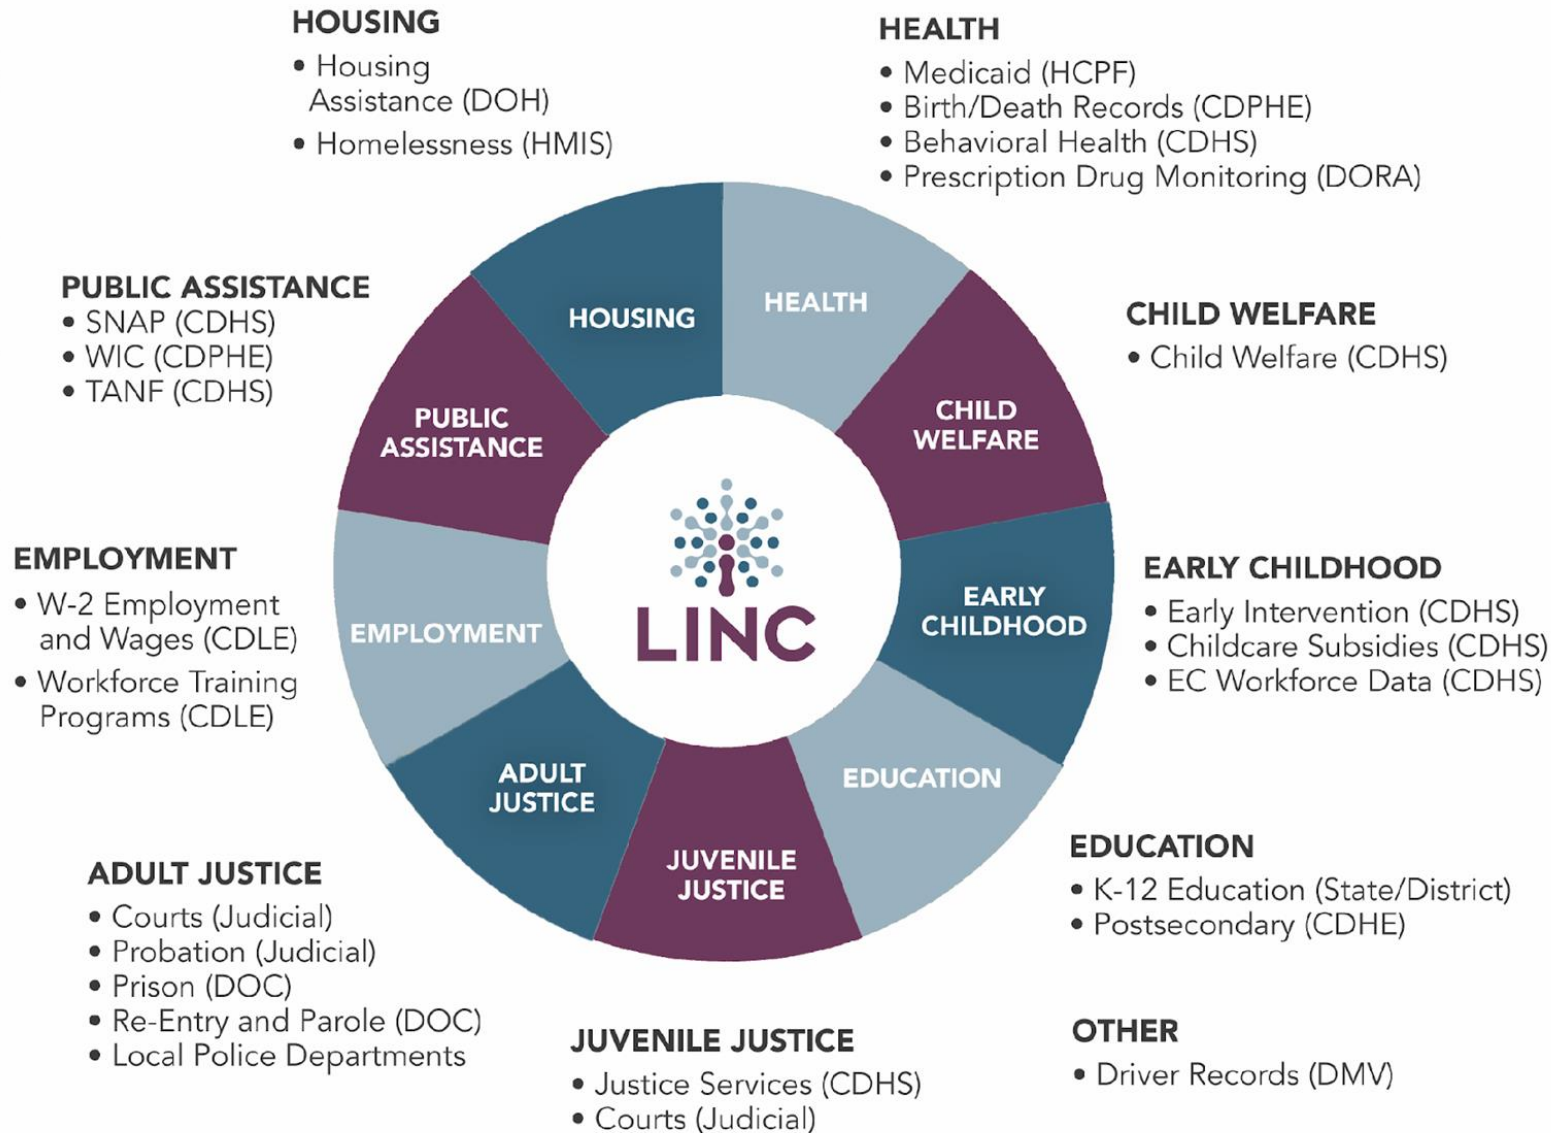 HOUSING
• Housing
Assistance (DOH)
• Homelessness (HMIS)
HEALTH
• Medicaid (HCPF)
• Birth/Death Records (CDPHE)
• Behavioral Health (CDHS)
• Prescription Drug Monitoring (DORA)
PUBLIC ASSISTANCE
• SNAP (CDHS)
• WIC (CDPHE)
• TANF (CDHS)
CHILD WELFARE
• Child Welfare (CDHS)
EMPLOYMENT
• W-2 Employment
and Wages (CDLE)
• Workforce Training
Programs (CDLE)
EARLY CHILDHOOD
• Early Intervention (CDHS)
• Childcare Subsidies (CDHS)
• EC Workforce Data (CDHS)
HOUSING
HEALTH
CHILD
WELFARE
EARLY
CHILDHOOD
EDUCATION
JUVENILE
JUSTICE
ADULT
JUSTICE
EMPLOYMENT
PUBLIC
ASSISTANCE
LINC
ADULT JUSTICE
• Courts (Judicial)
• Probation (Judicial)
• Prison (DOC)
• Re-Entry and Parole (DOC)
• Local Police Departments
JUVENILE JUSTICE
• Justice Services (CDHS)
• Courts (Judicial)
EDUCATION
• K-12 Education (State/District)
• Postsecondary (CDHE)
OTHER
• Driver Records (DMV)